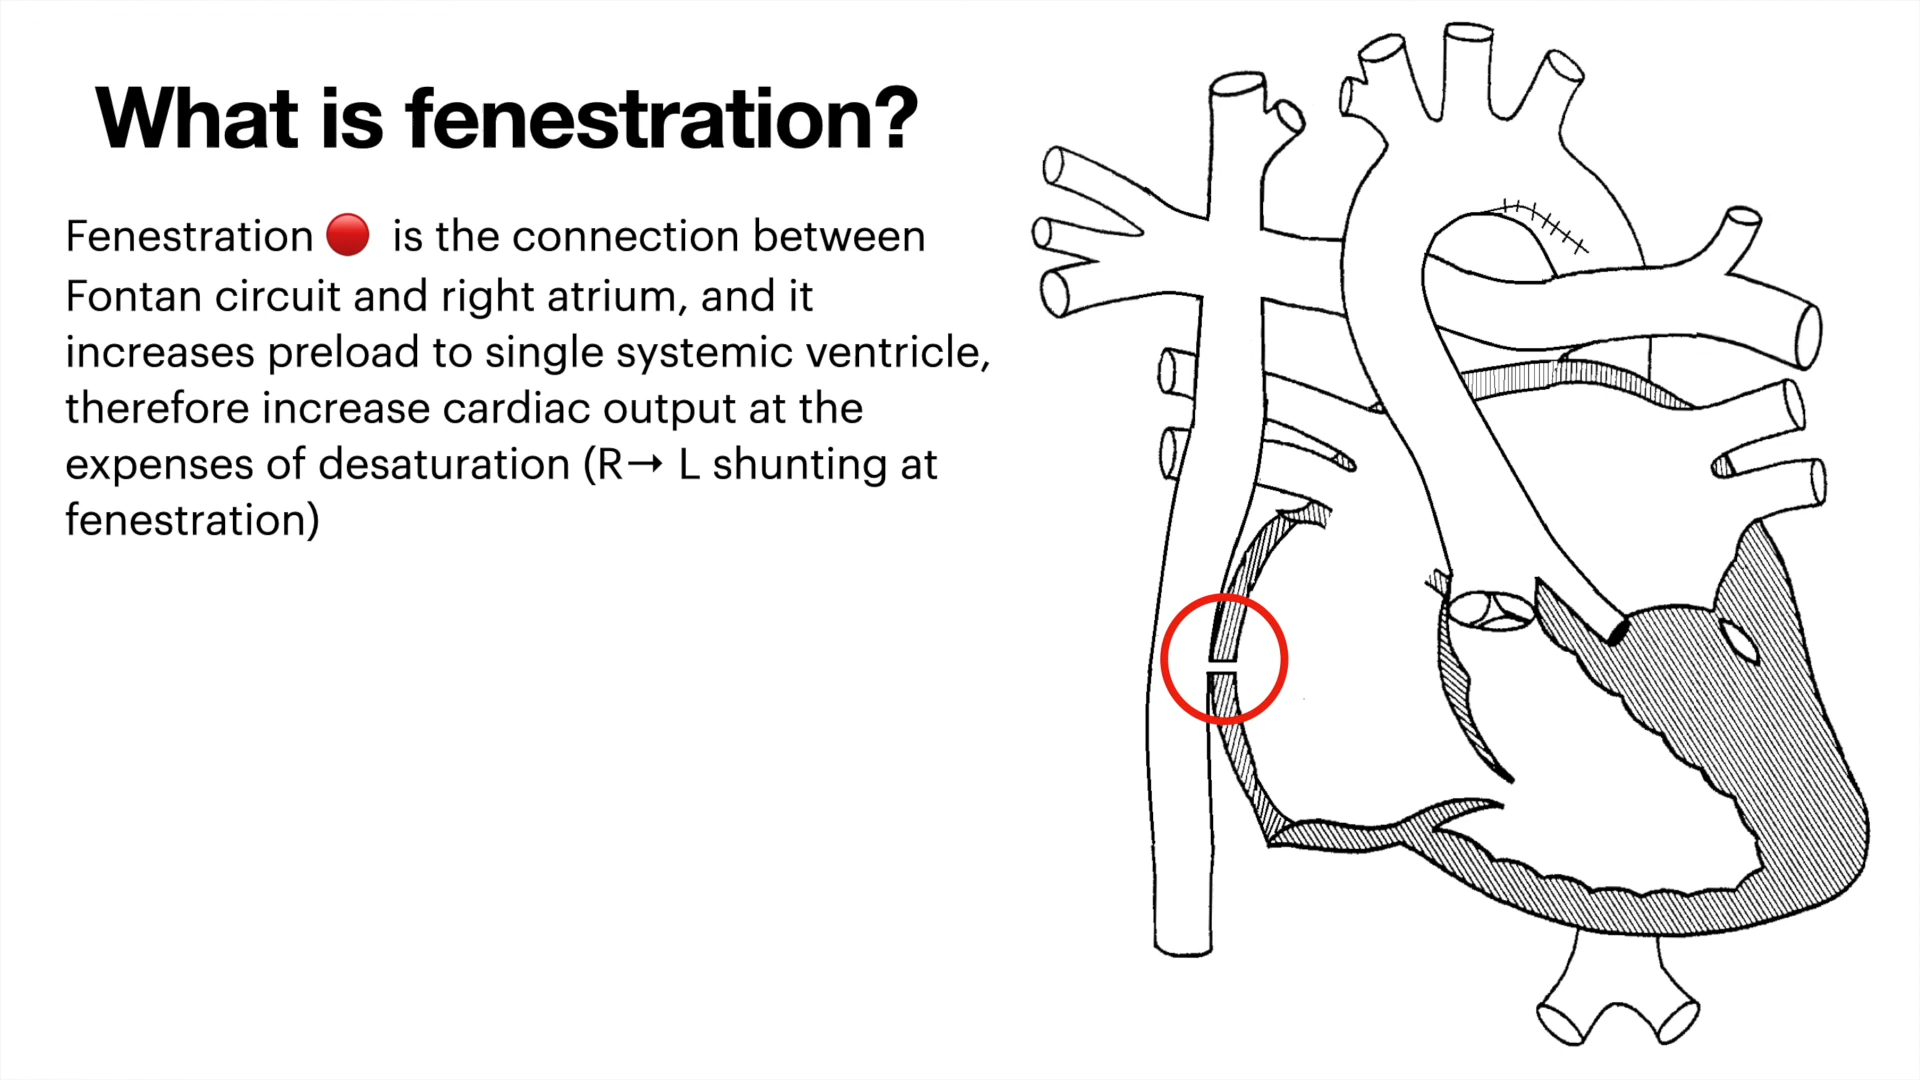 What is fenestration?
Fenestration 🔴 is the connection between
Fontan circuit and right atrium, and it
increases preload to single systemic ventricle,
therefore increase cardiac output at the
expenses of desaturation (R→ L shunting at
fenestration)